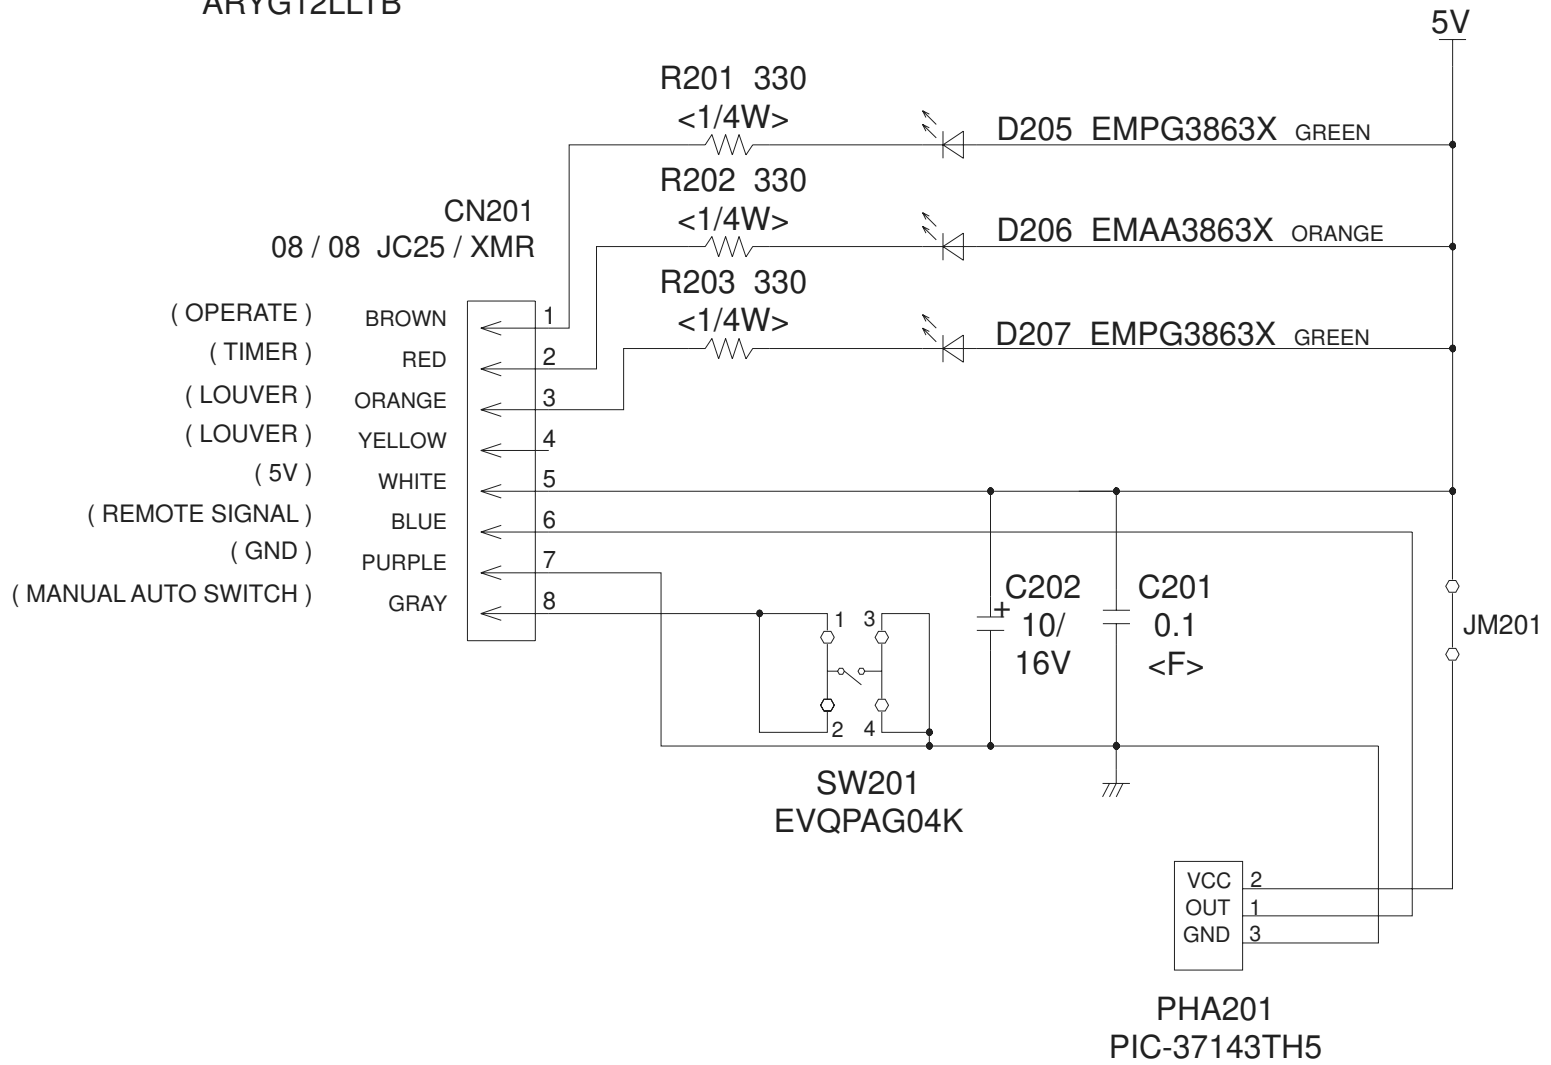 ARYG12LLTB
5V
R201 330
<1/4W>
D205 EMPG3863X GREEN
R202 330
<1/4W>
D206 EMAA3863X ORANGE
R203 330
<1/4W>
D207 EMPG3863X GREEN
CN201
08 / 08 JC25 / XMR
( OPERATE ) BROWN 1
( TIMER ) RED 2
( LOUVER ) ORANGE 3
( LOUVER ) YELLOW 4
( 5V ) WHITE 5
( REMOTE SIGNAL ) BLUE 6
( GND ) PURPLE 7
( MANUAL AUTO SWITCH ) GRAY 8
1 3
2 4
SW201
EVQPAG04K
+
C202
10/
16V
C201
0.1
<F>
JM201
VCC 2
OUT 1
GND 3
PHA201
PIC-37143TH5